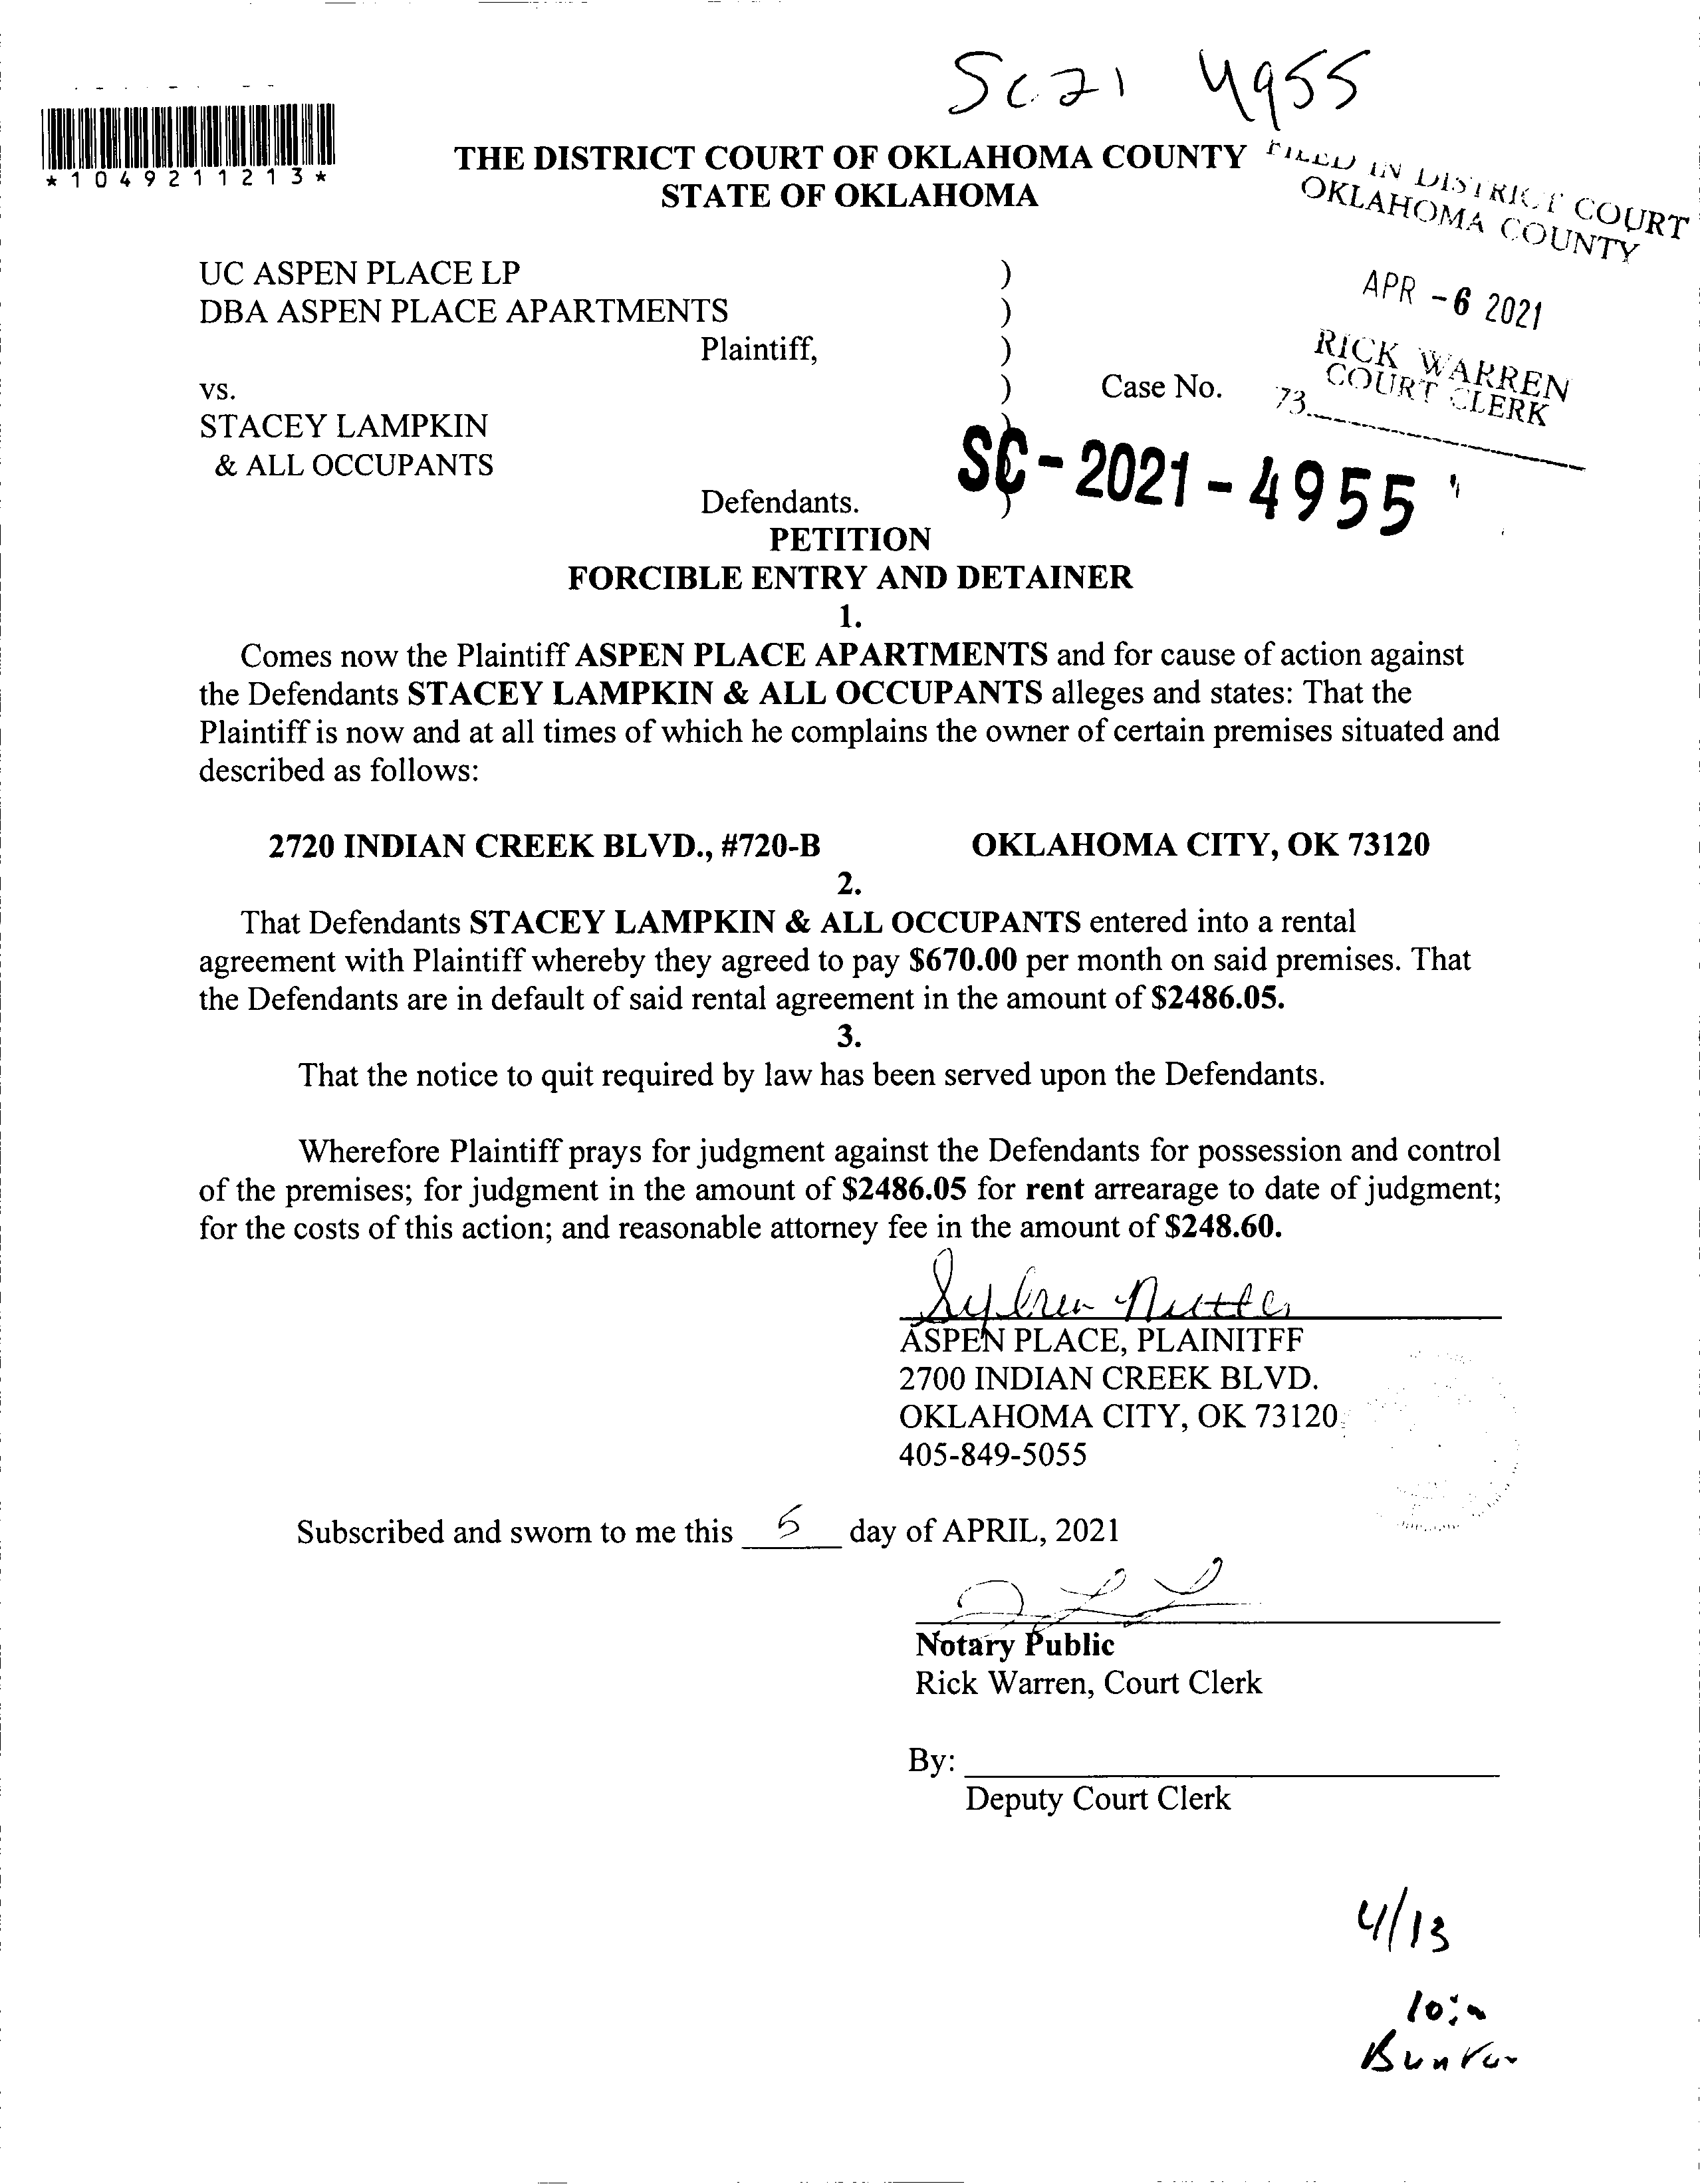 Sc21 4955
*1049211213*
THE DISTRICT COURT OF OKLAHOMA COUNTY
STATE OF OKLAHOMA
FILED IN DISTRICT COURT
OKLAHOMA COUNTY
APR -6 2021
RICK WARREN
COURT CLERK
73
UC ASPEN PLACE LP )
DBA ASPEN PLACE APARTMENTS )
Plaintiff, )
vs. ) Case No.
STACEY LAMPKIN )
& ALL OCCUPANTS )
SC-2021-4955
Defendants. )
PETITION
FORCIBLE ENTRY AND DETAINER
1.
Comes now the Plaintiff ASPEN PLACE APARTMENTS and for cause of action against
the Defendants STACEY LAMPKIN & ALL OCCUPANTS alleges and states: That the
Plaintiff is now and at all times of which he complains the owner of certain premises situated and
described as follows:
2720 INDIAN CREEK BLVD., #720-B OKLAHOMA CITY, OK 73120
2.
That Defendants STACEY LAMPKIN & ALL OCCUPANTS entered into a rental
agreement with Plaintiff whereby they agreed to pay $670.00 per month on said premises. That
the Defendants are in default of said rental agreement in the amount of $2486.05.
3.
That the notice to quit required by law has been served upon the Defendants.
Wherefore Plaintiff prays for judgment against the Defendants for possession and control
of the premises; for judgment in the amount of $2486.05 for rent arrearage to date of judgment;
for the costs of this action; and reasonable attorney fee in the amount of $248.60.
ASPEN PLACE, PLAINITFF
2700 INDIAN CREEK BLVD.
OKLAHOMA CITY, OK 73120
405-849-5055
Subscribed and sworn to me this 5 day of APRIL, 2021
Notary Public
Rick Warren, Court Clerk
By:
Deputy Court Clerk
4/13